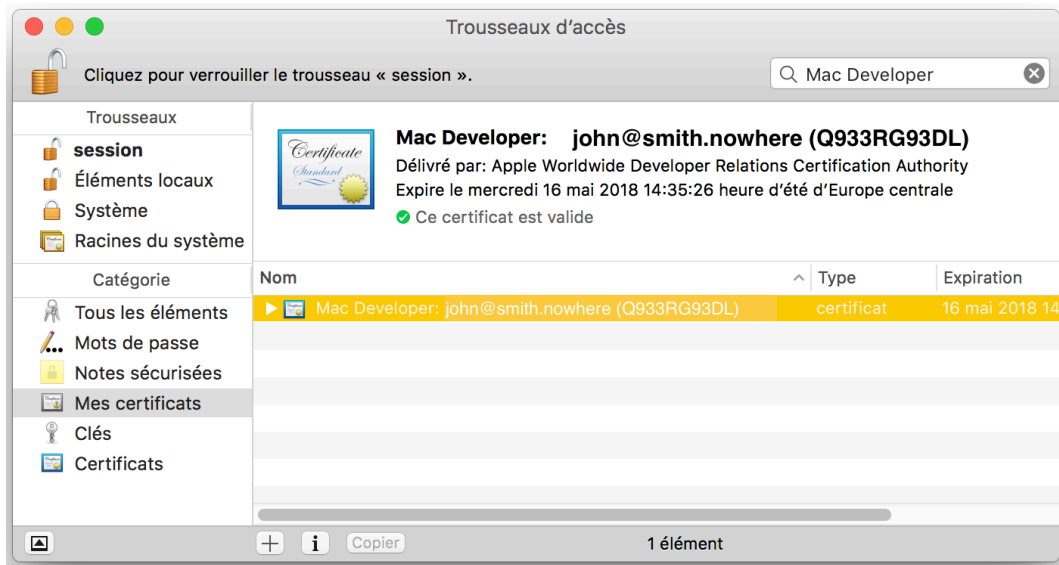 Trousseaux d’accès
Cliquez pour verrouiller le trousseau « session ».
Mac Developer
Trousseaux
session
Éléments locaux
Système
Racines du système
Catégorie
Tous les éléments
Mots de passe
Notes sécurisées
Mes certificats
Clés
Certificats
Certificate
Standard
Mac Developer: john@smith.nowhere (Q933RG93DL)
Délivré par: Apple Worldwide Developer Relations Certification Authority
Expire le mercredi 16 mai 2018 14:35:26 heure d’été d’Europe centrale
Ce certificat est valide
Nom Type Expiration
Mac Developer: john@smith.nowhere (Q933RG93DL) certificat 16 mai 2018 14
Copier
1 élément